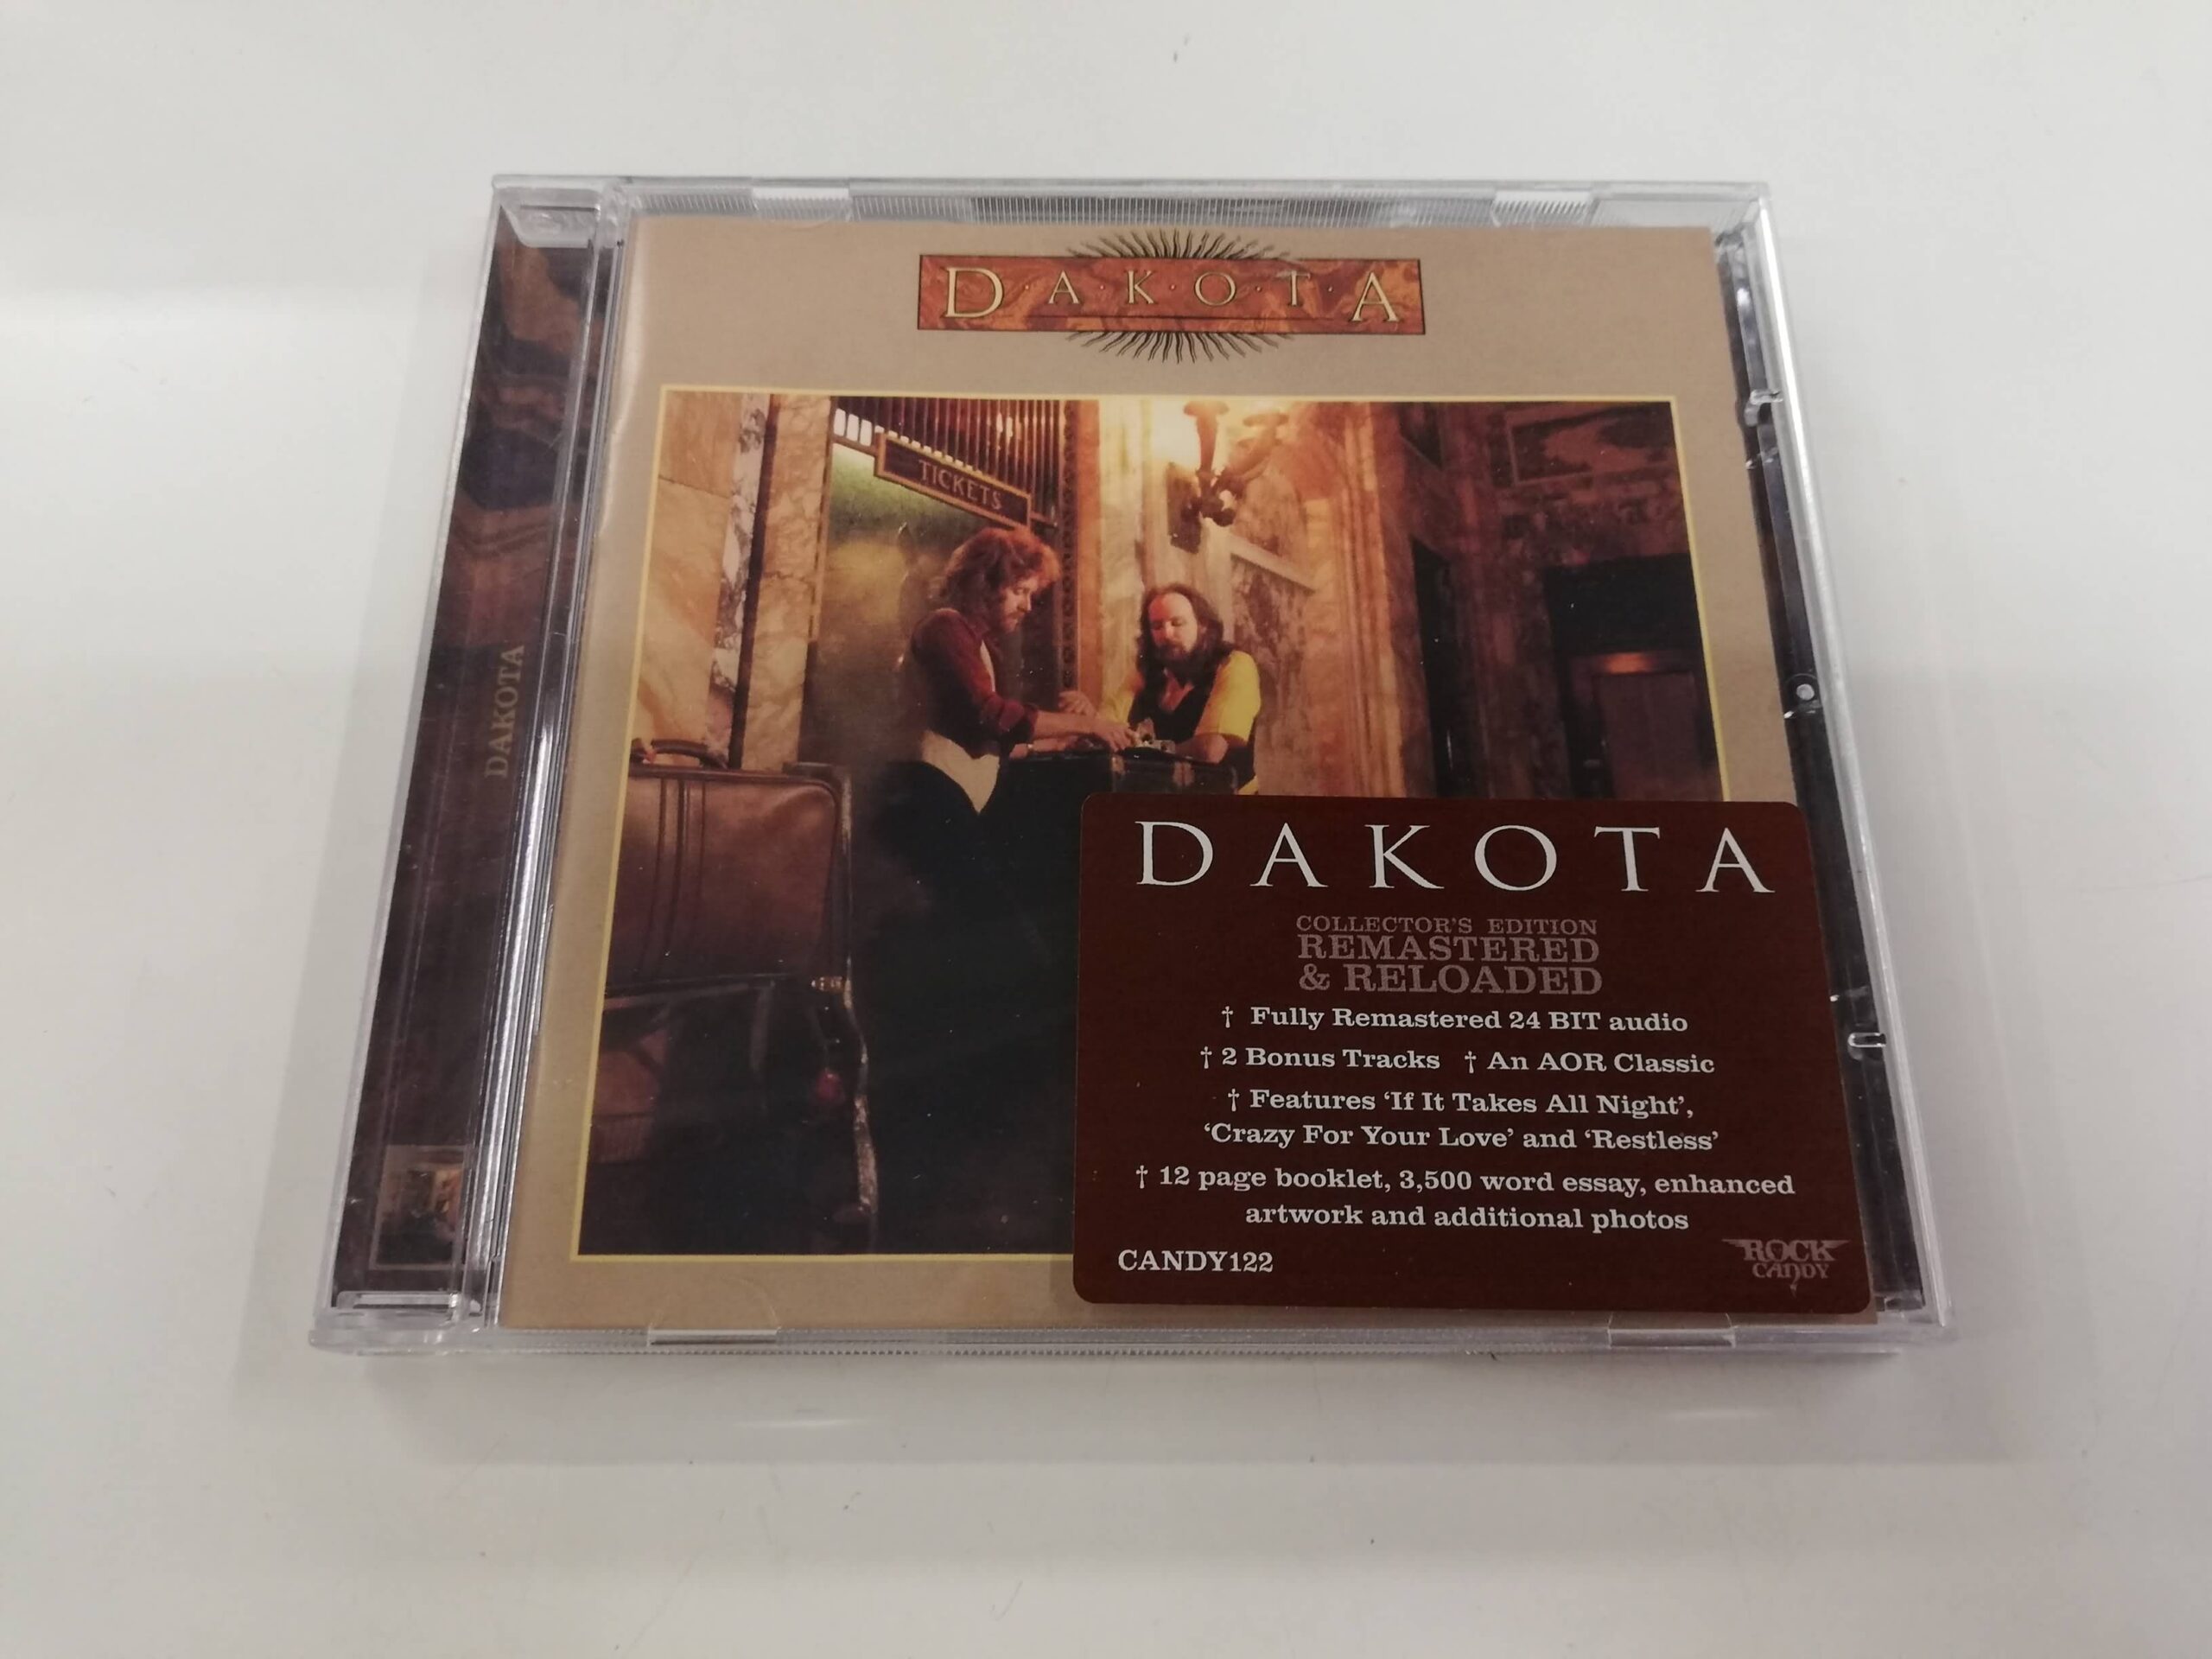 D·A·K·O·T·A
TICKETS
DAKOTA
DAKOTA
COLLECTOR'S EDITION
REMASTERED
& RELOADED
† Fully Remastered 24 BIT audio
† 2 Bonus Tracks † An AOR Classic
† Features ‘If It Takes All Night’,
‘Crazy For Your Love’ and ‘Restless’
† 12 page booklet, 3,500 word essay, enhanced
artwork and additional photos
CANDY122
ROCK
CANDY